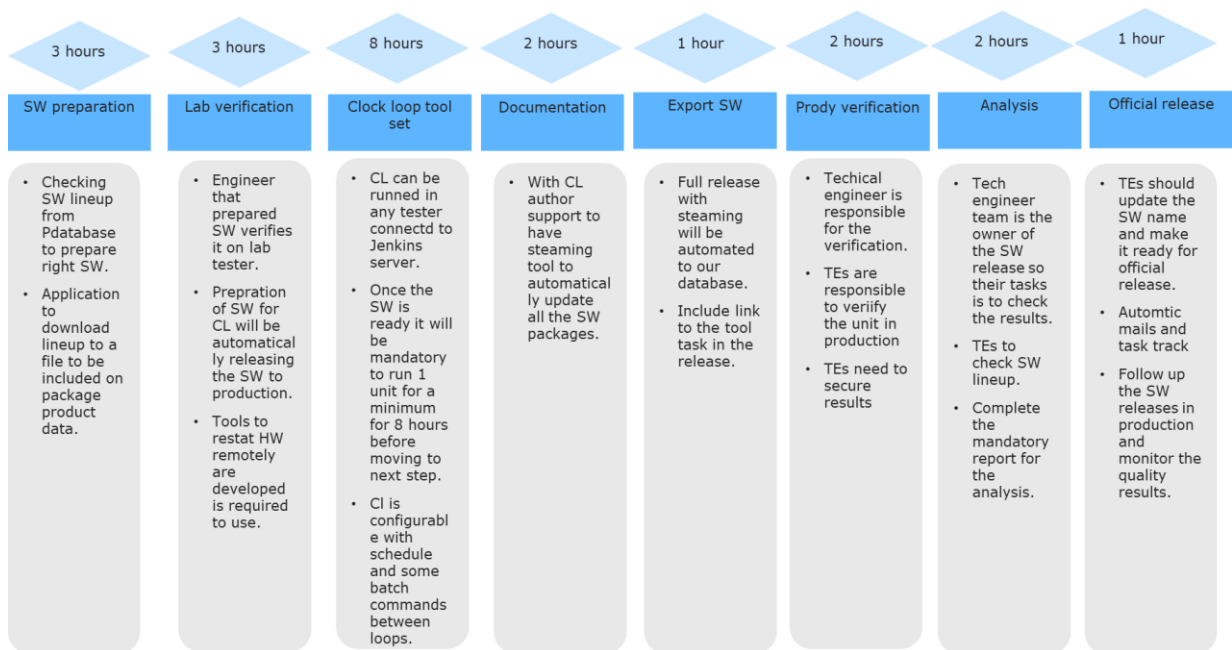 3 hours
3 hours
8 hours
2 hours
1 hour
2 hours
2 hours
1 hour
SW preparation
Lab verification
Clock loop tool
set
Documentation
Export SW
Prody verification
Analysis
Official release
• Checking
SW lineup
from
Pdatabase
to prepare
right SW.
• Application
to
download
lineup to a
file to be
included on
package
product
data.
• Engineer
that
prepared
SW verifies
it on lab
tester.
• Prepration
of SW for
CL will be
automatical
ly releasing
the SW to
production.
• Tools to
restat HW
remotely
are
developed
is required
to use.
• CL can be
runned in
any tester
connectd to
Jenkins
server.
• Once the
SW is
ready it will
be
mandatory
to run 1
unit for a
minimum
for 8 hours
before
moving to
next step.
• Cl is
configurabl
e with
schedule
and some
batch
commands
between
loops.
• With CL
author
support to
have
steaming
tool to
automatical
ly update
all the SW
packages.
• Full release
with
steaming
will be
automated
to our
database.
• Include link
to the tool
task in the
release.
• Techical
engineer is
responsible
for the
verification.
• TEs are
responsible
to veriify
the unit in
production
• TEs need to
secure
results
• Tech
engineer
team is the
owner of
the SW
release so
their tasks
is to check
the results.
• TEs to
check SW
lineup.
• Complete
the
mandatory
report for
the
analysis.
• TEs should
update the
SW name
and make
it ready for
official
release.
• Automtic
mails and
task track
• Follow up
the SW
releases in
production
and
monitor the
quality
results.